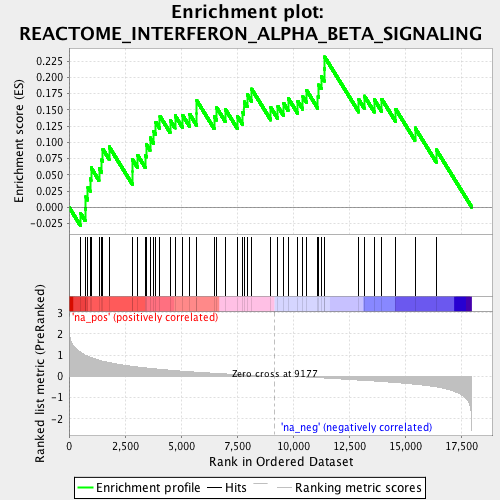 Enrichment plot:
REACTOME_INTERFERON_ALPHA_BETA_SIGNALING
Enrichment score (ES)
0.225
0.200
0.175
0.150
0.125
0.100
0.075
0.050
0.025
0.000
-0.025
'na_pos' (positively correlated)
Ranked list metric (PreRanked)
3
2
1
0
-1
-2
Zero cross at 9177
'na_neg' (negatively correlated)
0 2,500 5,000 7,500 10,000 12,500 15,000 17,500
Rank in Ordered Dataset
Enrichment profile Hits Ranking metric scores